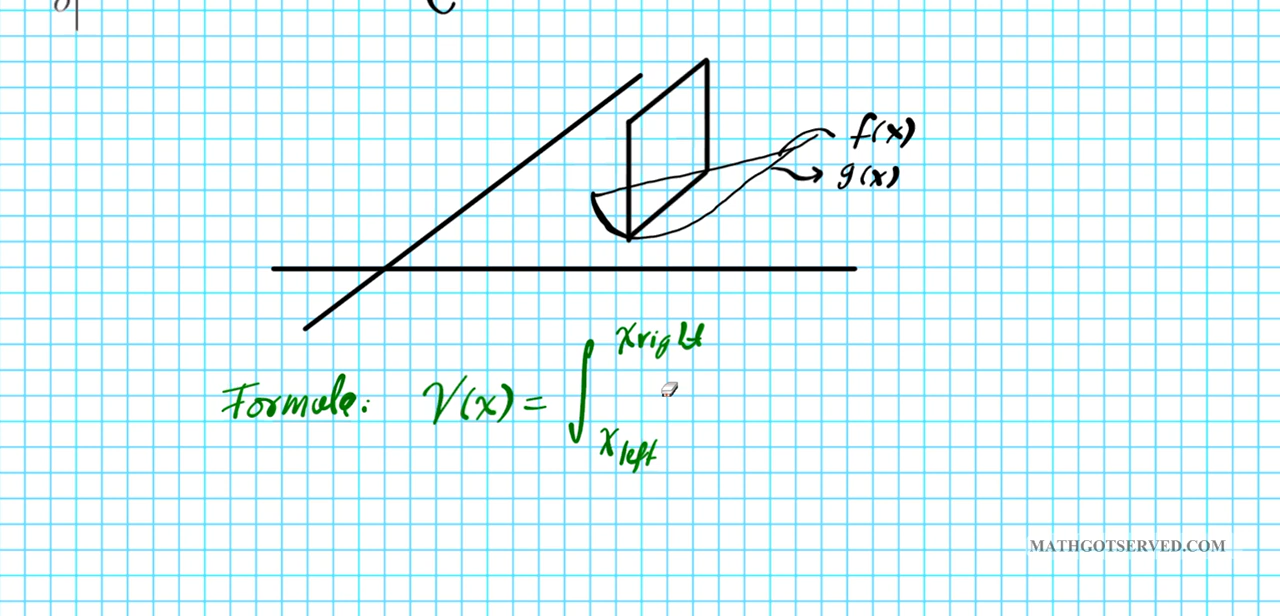 f(x)
g(x)
Formula: V(x) = ∫
x right
x left
MATHGOTSERVED.COM